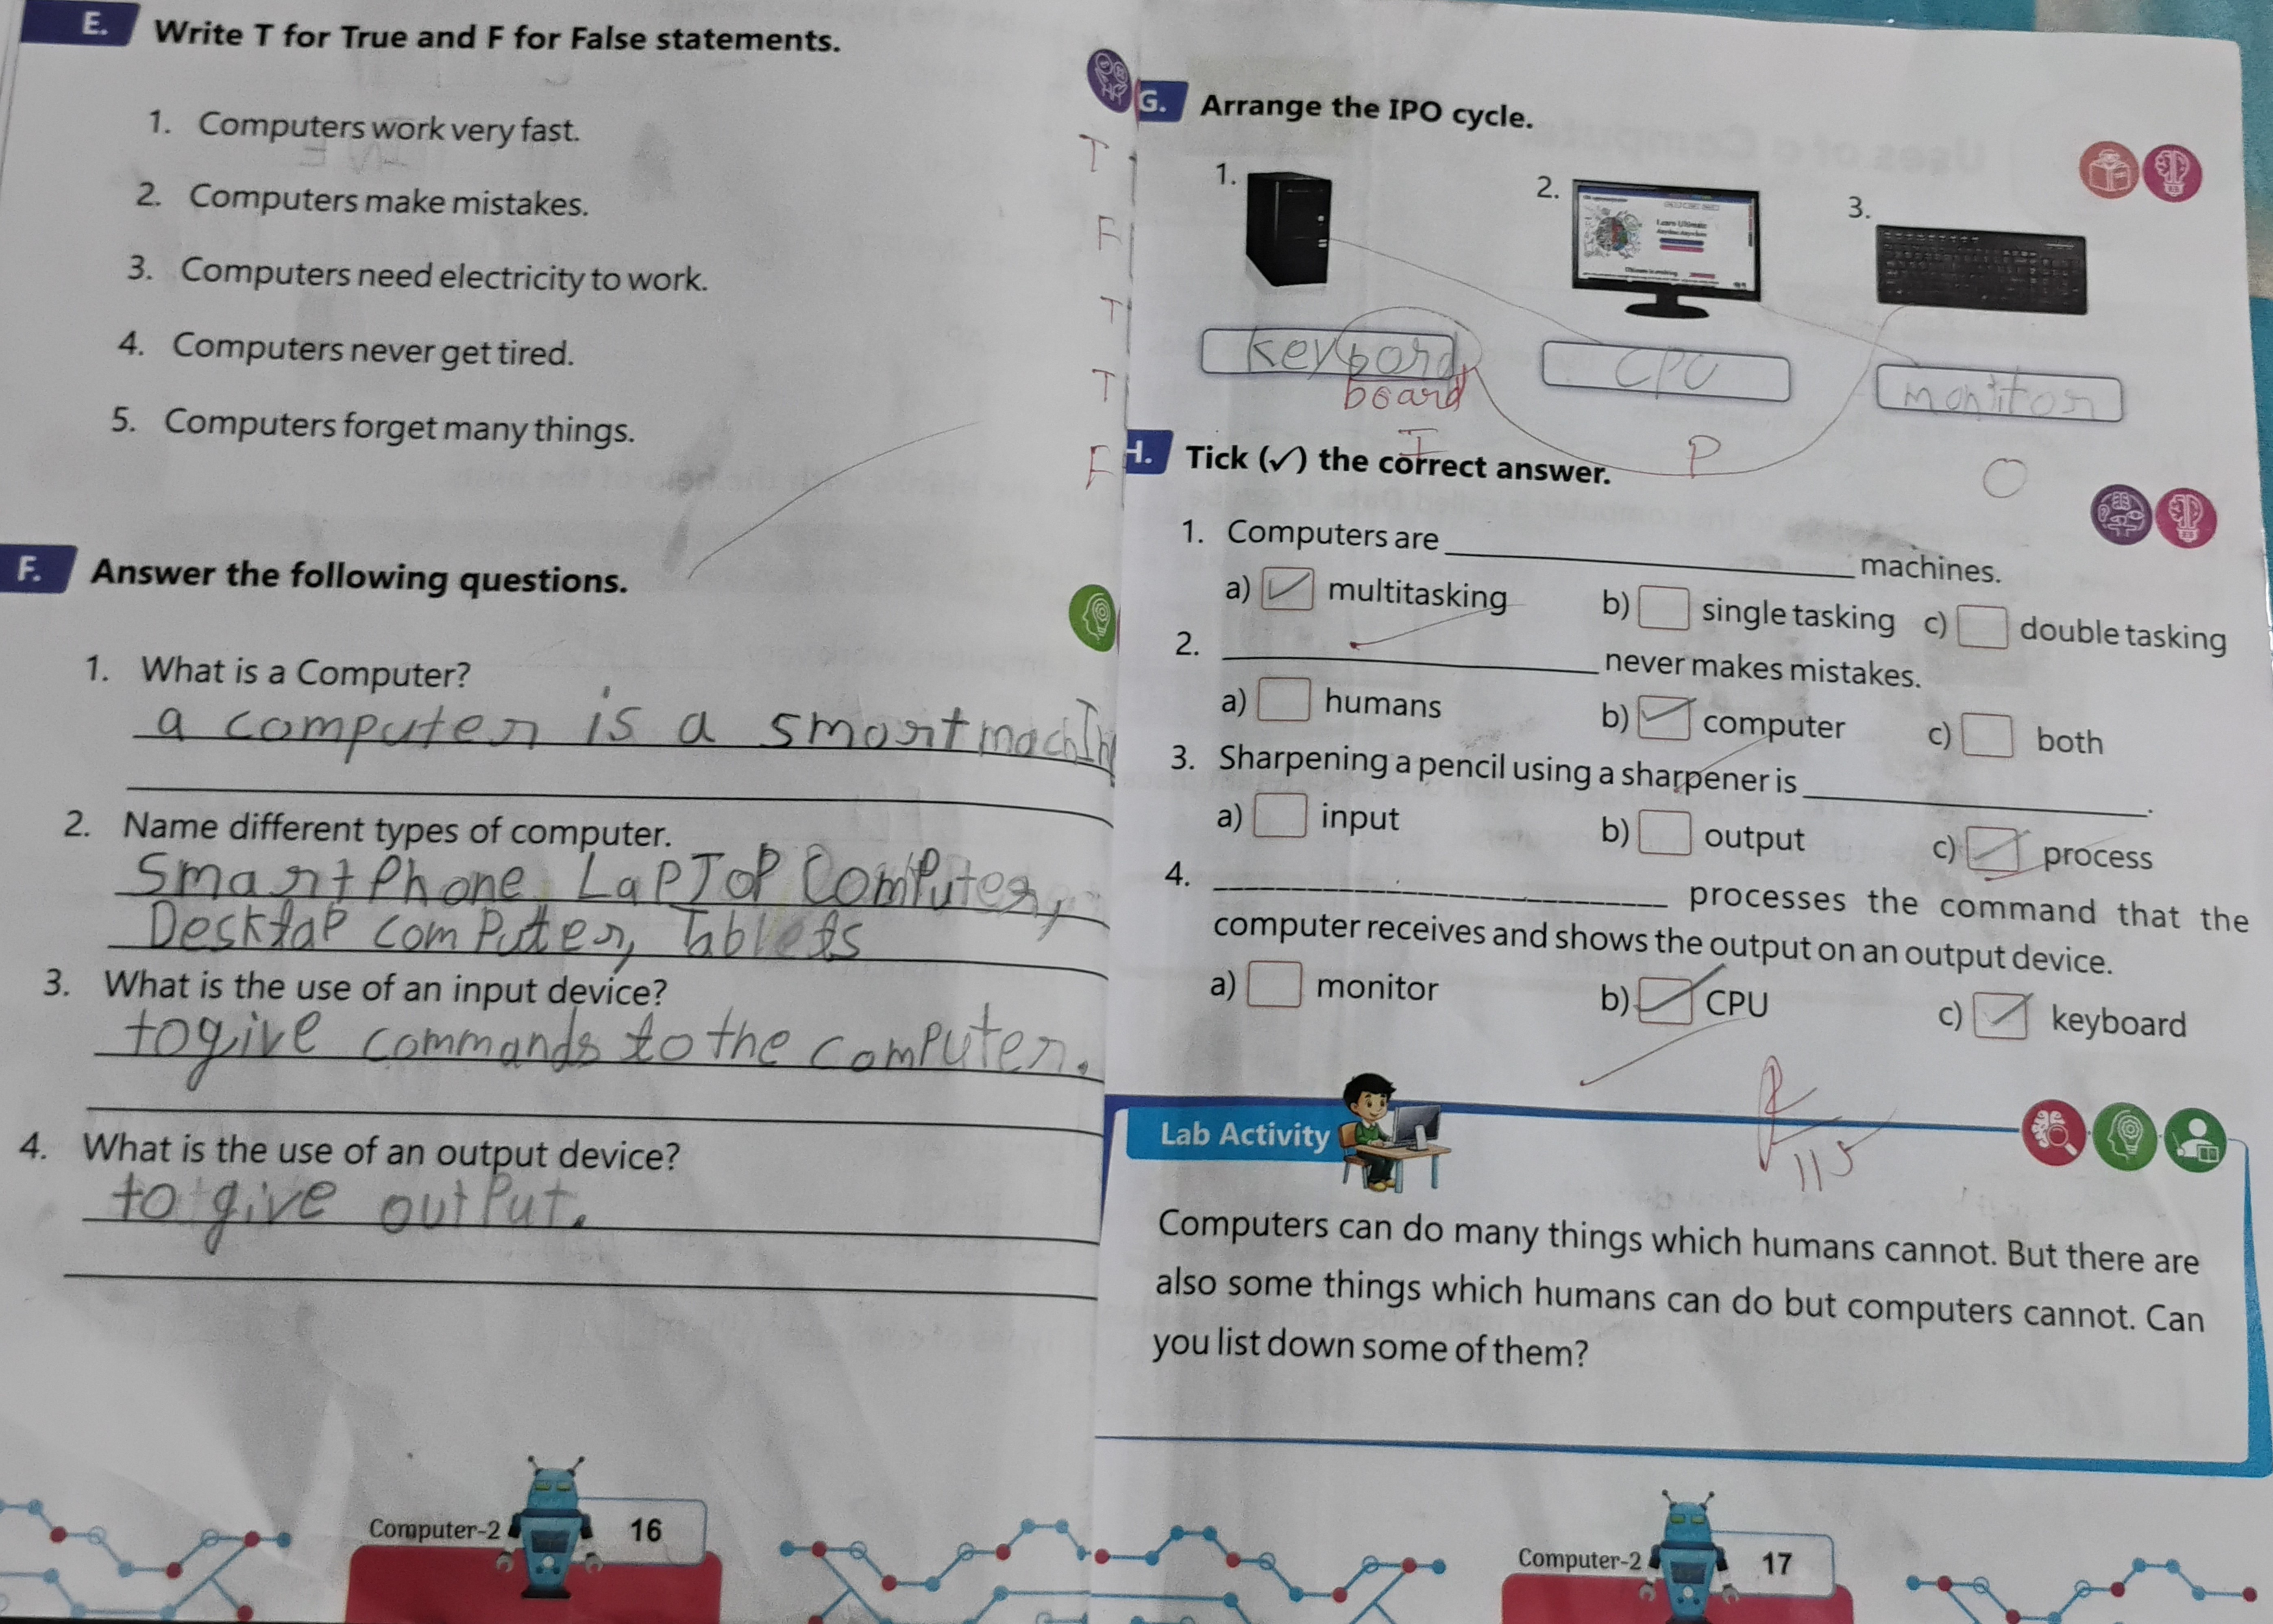 E. Write T for True and F for False statements.
1. Computers work very fast. T
2. Computers make mistakes. F
3. Computers need electricity to work. T
4. Computers never get tired. T
5. Computers forget many things. F
F. Answer the following questions.
1. What is a Computer?
a computer is a smart machin
2. Name different types of computer.
Smart Phone, LaPToP Computer,
Desktap comPuter, Tablets
3. What is the use of an input device?
to give commands to the computer.
4. What is the use of an output device?
to give outPut.
Computer-2 16
G. Arrange the IPO cycle.
1. 2. 3.
keybord CPU monitor
board
I P O
H. Tick (✓) the correct answer.
1. Computers are ____________ machines.
a) ✓ multitasking b) single tasking c) double tasking
2. ____________ never makes mistakes.
a) humans b) ✓ computer c) both
3. Sharpening a pencil using a sharpener is ____________.
a) input b) output c) ✓ process
4. ____________ processes the command that the
computer receives and shows the output on an output device.
a) monitor b) ✓ CPU c) ✓ keyboard
Lab Activity
Computers can do many things which humans cannot. But there are
also some things which humans can do but computers cannot. Can
you list down some of them?
Computer-2 17